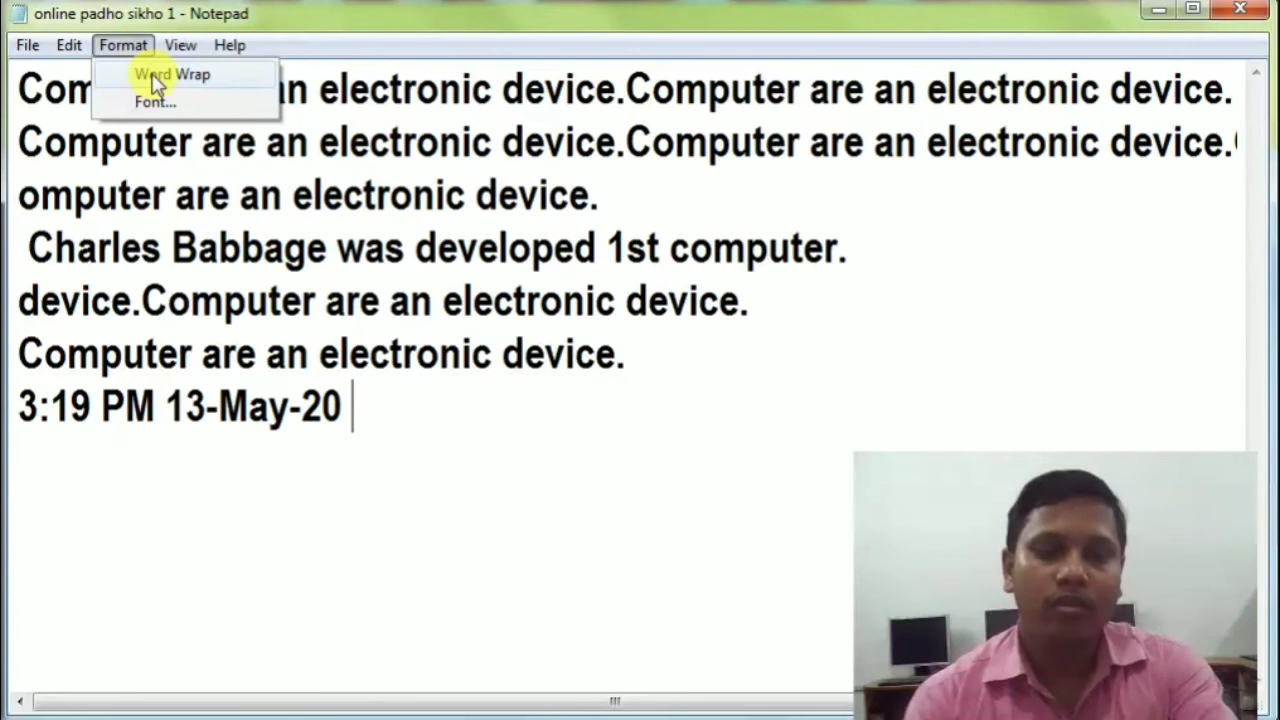 online padho sikho 1 - Notepad
File Edit Format View Help
Word Wrap
Font...
an electronic device.Computer are an electronic device.
Computer are an electronic device.Computer are an electronic device.
omputer are an electronic device.
Charles Babbage was developed 1st computer.
device.Computer are an electronic device.
Computer are an electronic device.
3:19 PM 13-May-20